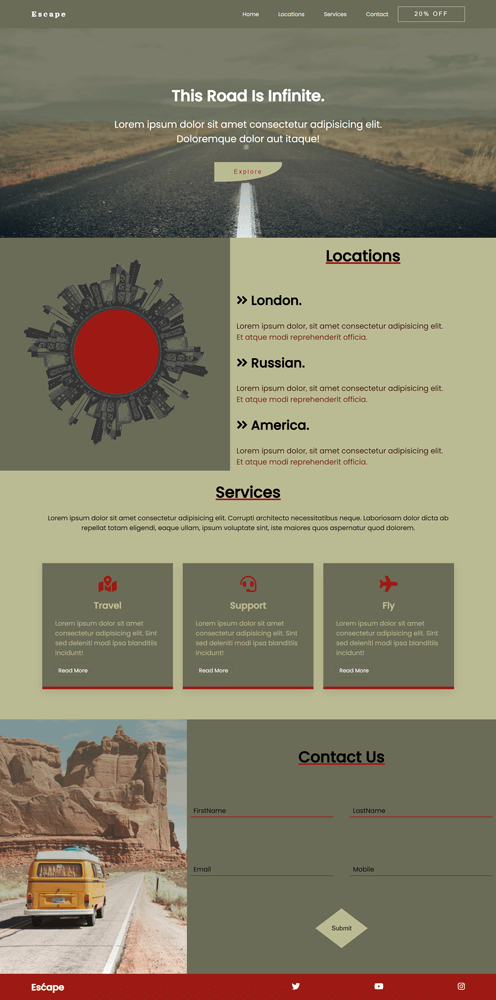 Escape
Home Locations Services Contact 20% OFF
This Road Is Infinite.
Lorem ipsum dolor sit amet consectetur adipisicing elit.
Doloremque dolor aut itaque!
Explore
Locations
London.
Lorem ipsum dolor, sit amet consectetur adipisicing elit.
Et atque modi reprehenderit officia.
Russian.
Lorem ipsum dolor, sit amet consectetur adipisicing elit.
Et atque modi reprehenderit officia.
America.
Lorem ipsum dolor, sit amet consectetur adipisicing elit.
Et atque modi reprehenderit officia.
Services
Lorem ipsum dolor sit amet consectetur adipisicing elit. Corrupti architecto necessitatibus neque. Laboriosam dolor dicta ab
repellat totam eligendi, eaque ullam, ipsum voluptate sint, iste maiores quos aspernatur quod dolorem.
Travel
Lorem ipsum dolor sit amet
consectetur adipisicing elit. Sint
sed deleniti modi ipsa blanditiis
incidunt!
Read More
Support
Lorem ipsum dolor sit amet
consectetur adipisicing elit. Sint
sed deleniti modi ipsa blanditiis
incidunt!
Read More
Fly
Lorem ipsum dolor sit amet
consectetur adipisicing elit. Sint
sed deleniti modi ipsa blanditiis
incidunt!
Read More
Contact Us
FirstName LastName
Email Mobile
Submit
Esćape